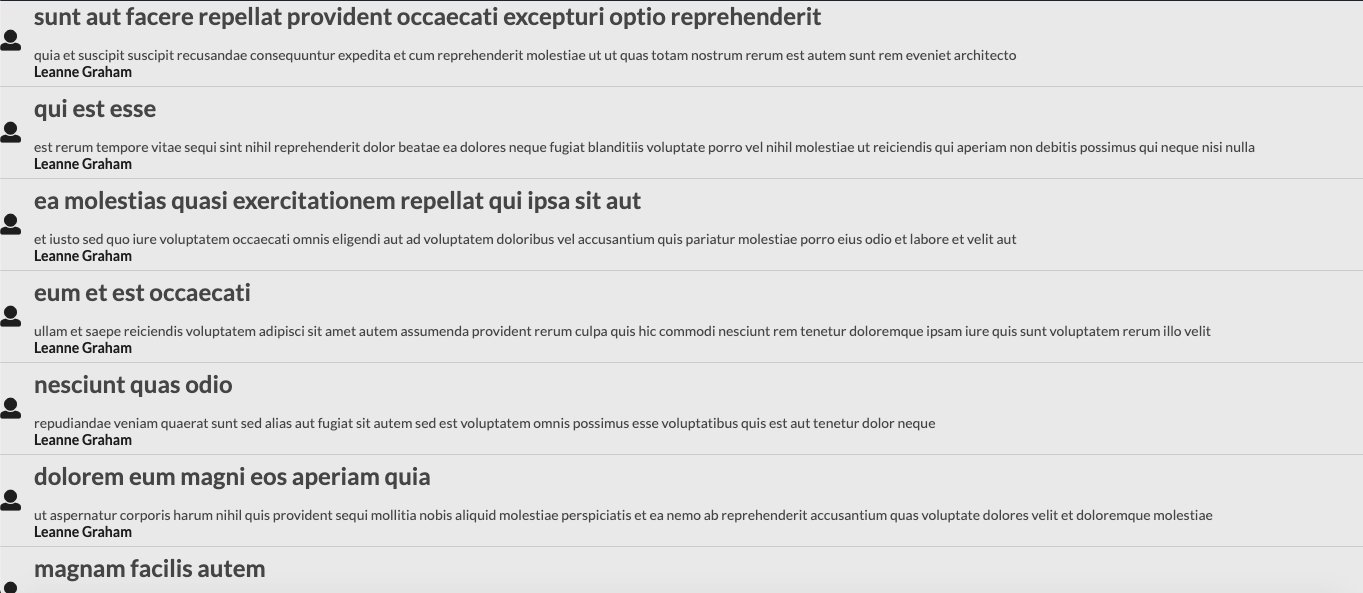 sunt aut facere repellat provident occaecati excepturi optio reprehenderit
quia et suscipit suscipit recusandae consequuntur expedita et cum reprehenderit molestiae ut ut quas totam nostrum rerum est autem sunt rem eveniet architecto
Leanne Graham
qui est esse
est rerum tempore vitae sequi sint nihil reprehenderit dolor beatae ea dolores neque fugiat blanditiis voluptate porro vel nihil molestiae ut reiciendis qui aperiam non debitis possimus qui neque nisi nulla
Leanne Graham
ea molestias quasi exercitationem repellat qui ipsa sit aut
et iusto sed quo iure voluptatem occaecati omnis eligendi aut ad voluptatem doloribus vel accusantium quis pariatur molestiae porro eius odio et labore et velit aut
Leanne Graham
eum et est occaecati
ullam et saepe reiciendis voluptatem adipisci sit amet autem assumenda provident rerum culpa quis hic commodi nesciunt rem tenetur doloremque ipsam iure quis sunt voluptatem rerum illo velit
Leanne Graham
nesciunt quas odio
repudiandae veniam quaerat sunt sed alias aut fugiat sit autem sed est voluptatem omnis possimus esse voluptatibus quis est aut tenetur dolor neque
Leanne Graham
dolorem eum magni eos aperiam quia
ut aspernatur corporis harum nihil quis provident sequi mollitia nobis aliquid molestiae perspiciatis et ea nemo ab reprehenderit accusantium quas voluptate dolores velit et doloremque molestiae
Leanne Graham
magnam facilis autem